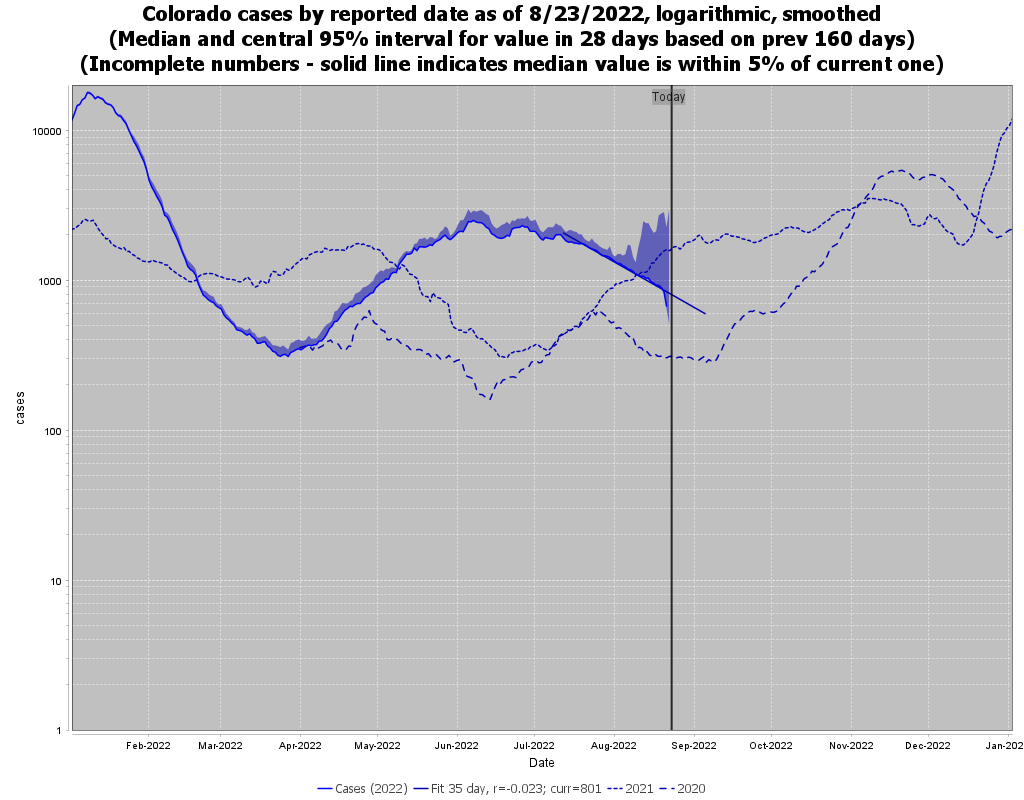 Colorado cases by reported date as of 8/23/2022, logarithmic, smoothed
(Median and central 95% interval for value in 28 days based on prev 160 days)
(Incomplete numbers - solid line indicates median value is within 5% of current one)
Today
10000
1000
100
10
1
cases
Feb-2022 Mar-2022 Apr-2022 May-2022 Jun-2022 Jul-2022 Aug-2022 Sep-2022 Oct-2022 Nov-2022 Dec-2022 Jan-202
Date
Cases (2022) Fit 35 day, r=-0.023; curr=801 2021 2020